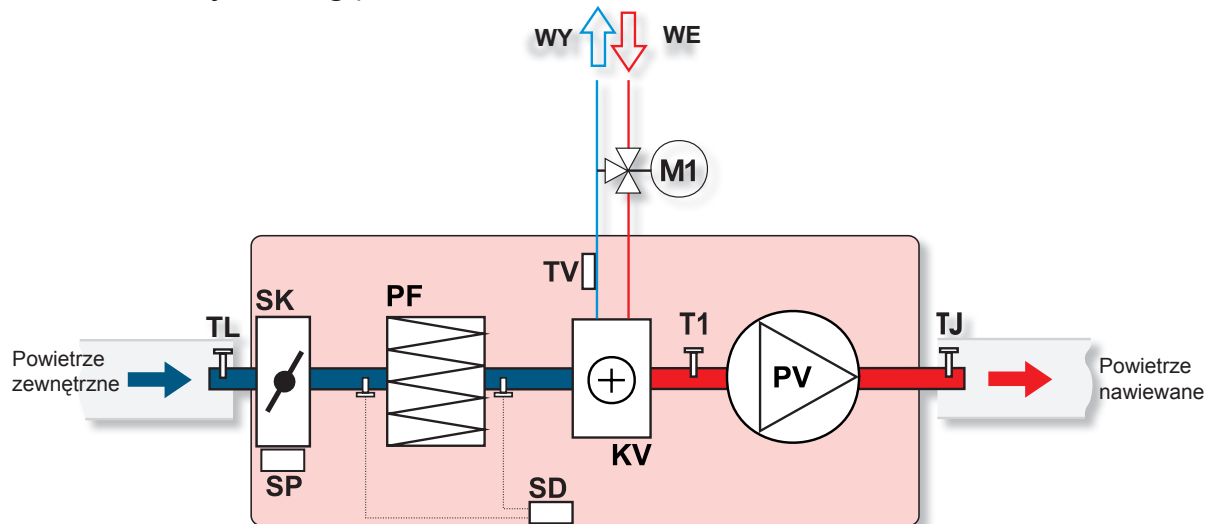 WY
WE
M1
TV
SK
PF
TL
T1
TJ
Powietrze
zewnętrzne
PV
Powietrze
nawiewane
KV
SP
SD